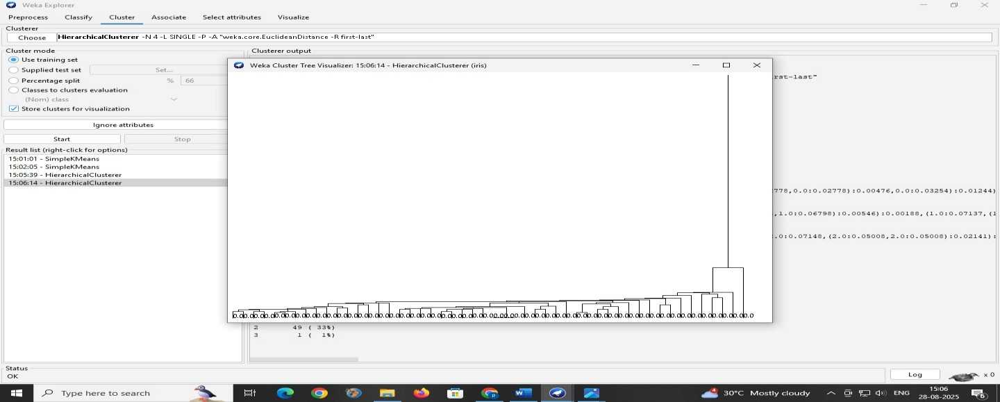 Weka Explorer
Preprocess Classify Cluster Associate Select attributes Visualize
Clusterer
Choose HierarchicalClusterer -N 4 -L SINGLE -P -A "weka.core.EuclideanDistance -R first-last"
Cluster mode
Use training set
Supplied test set Set...
Percentage split % 66
Classes to clusters evaluation
(Nom) class
Store clusters for visualization
Ignore attributes
Start Stop
Result list (right-click for options)
15:01:01 - SimpleKMeans
15:02:05 - SimpleKMeans
15:05:39 - HierarchicalClusterer
15:06:14 - HierarchicalClusterer
Clusterer output
Weka Cluster Tree Visualizer: 15:06:14 - HierarchicalClusterer (iris)
rst-last"
778,0.0:0.02778):0.00476,0.0:0.03254):0.01244)
,1.0:0.06798):0.00546):0.00188,(1.0:0.07137,(1
.0:0.07148,(2.0:0.05008,2.0:0.05008):0.02141):
2 49 ( 33%)
3 1 ( 1%)
Status
OK
Log x 0
Type here to search
30°C Mostly cloudy
ENG
15:06
28-08-2025
6